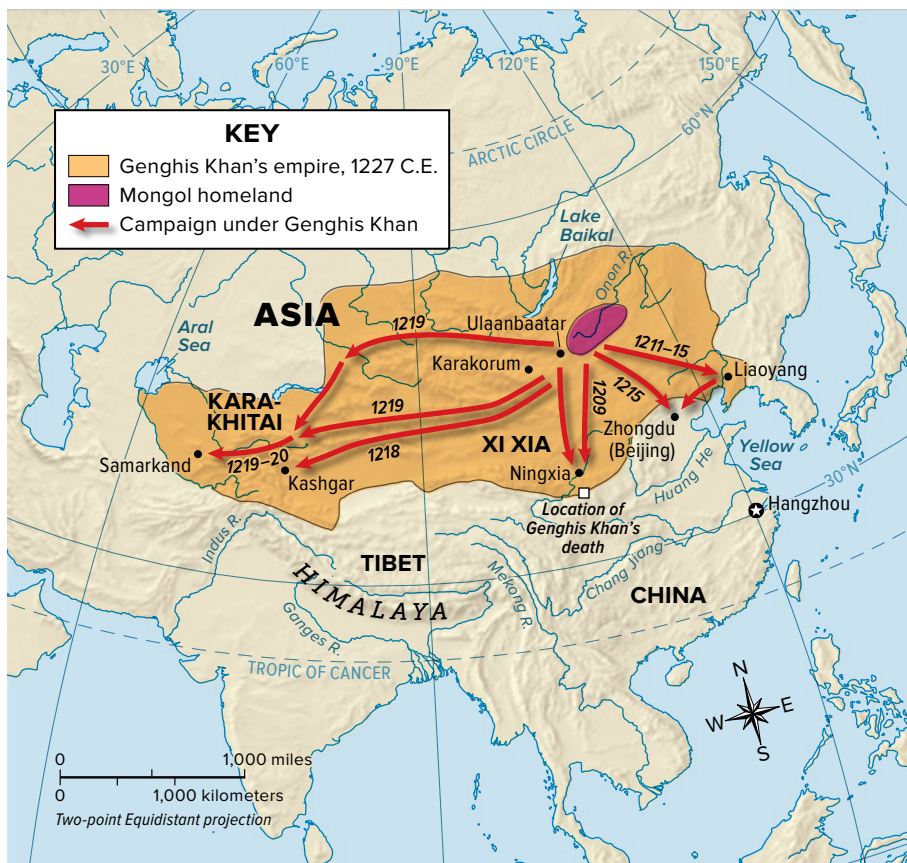 30°E
60°E
90°E
120°E
150°E
60°N
ARCTIC CIRCLE
KEY
Genghis Khan's empire, 1227 C.E.
Mongol homeland
Campaign under Genghis Khan
Lake
Baikal
Onon R.
ASIA
Aral
Sea
1219
Ulaanbaatar
Karakorum
1211–15
Liaoyang
1215
1209
KARA-
KHITAI
1219
XI XIA
Zhongdu
(Beijing)
Samarkand
1219–20
1218
Kashgar
Ningxia
Huang He
Yellow
Sea
30°N
Hangzhou
Location of
Genghis Khan's
death
Indus R.
TIBET
HIMALAYA
Mekong R.
Chang Jiang
CHINA
Ganges R.
TROPIC OF CANCER
N
W
E
S
0
1,000 miles
0
1,000 kilometers
Two-point Equidistant projection